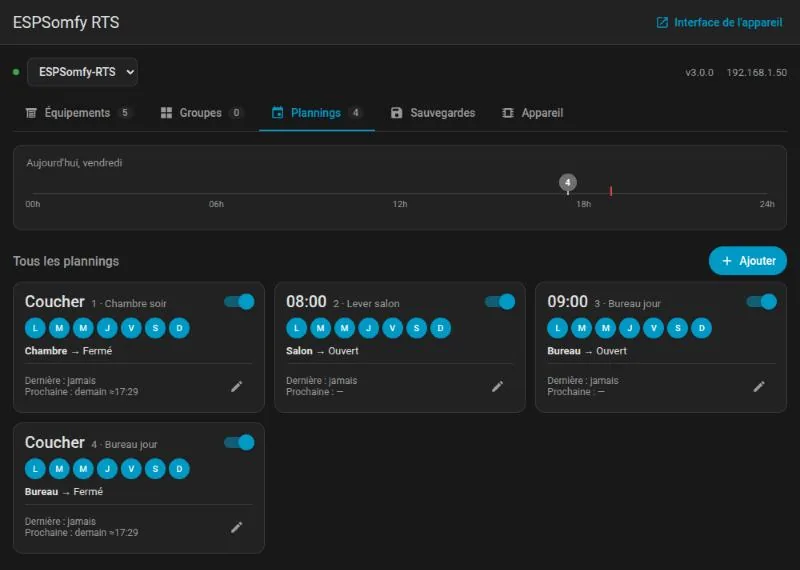 ESPSomfy RTS
Interface de l'appareil
ESPSomfy-RTS
v3.0.0 192.168.1.50
Équipements 5
Groupes 0
Plannings 4
Sauvegardes
Appareil
Aujourd'hui, vendredi
4
00h 06h 12h 18h 24h
Tous les plannings
+ Ajouter
Coucher 1 · Chambre soir
L M M J V S D
Chambre → Fermé
Dernière : jamais
Prochaine : demain ≈17:29
08:00 2 · Lever salon
L M M J V S D
Salon → Ouvert
Dernière : jamais
Prochaine : —
09:00 3 · Bureau jour
L M M J V S D
Bureau → Ouvert
Dernière : jamais
Prochaine : —
Coucher 4 · Bureau jour
L M M J V S D
Bureau → Fermé
Dernière : jamais
Prochaine : demain ≈17:29